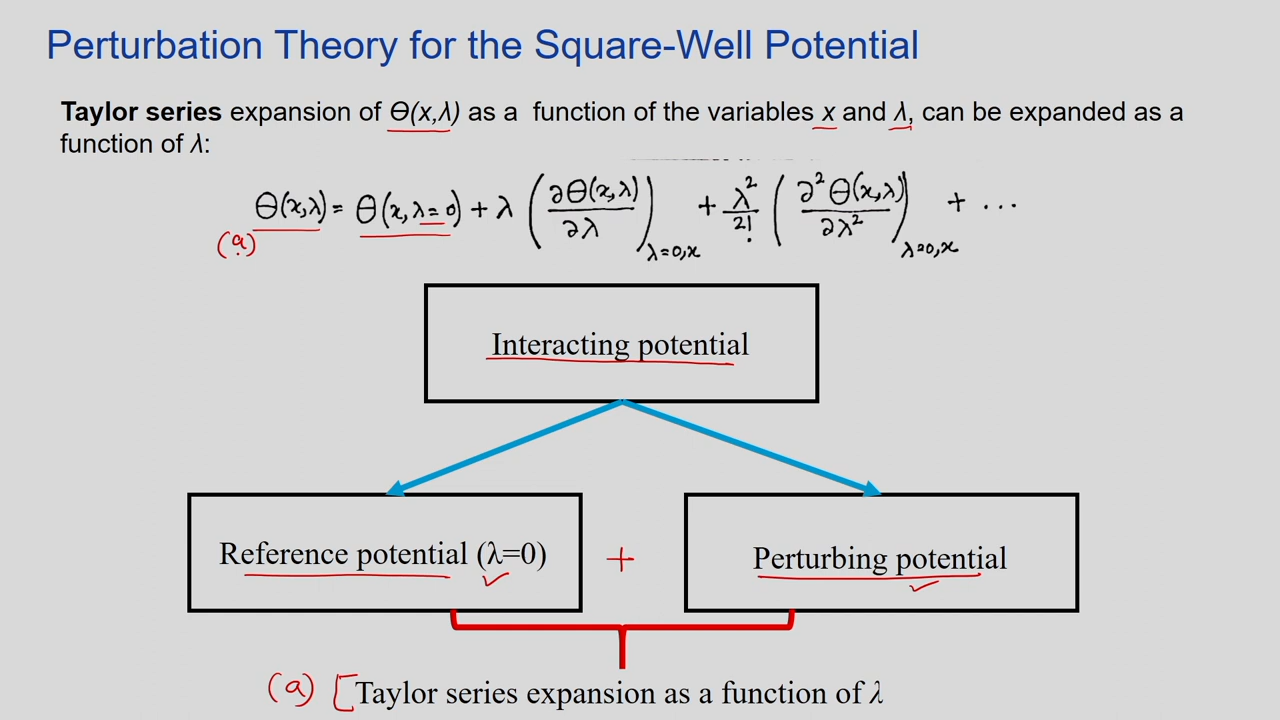 Perturbation Theory for the Square-Well Potential
Taylor series expansion of Θ(x,λ) as a function of the variables x and λ, can be expanded as a
function of λ:
Θ(x,λ) = Θ(x,λ=0) + λ (∂Θ(x,λ)/∂λ)λ=0,x + λ²/2! (∂²Θ(x,λ)/∂λ²)λ=0,x + ...
(a)
Interacting potential
Reference potential (λ=0) + Perturbing potential
(a) [Taylor series expansion as a function of λ